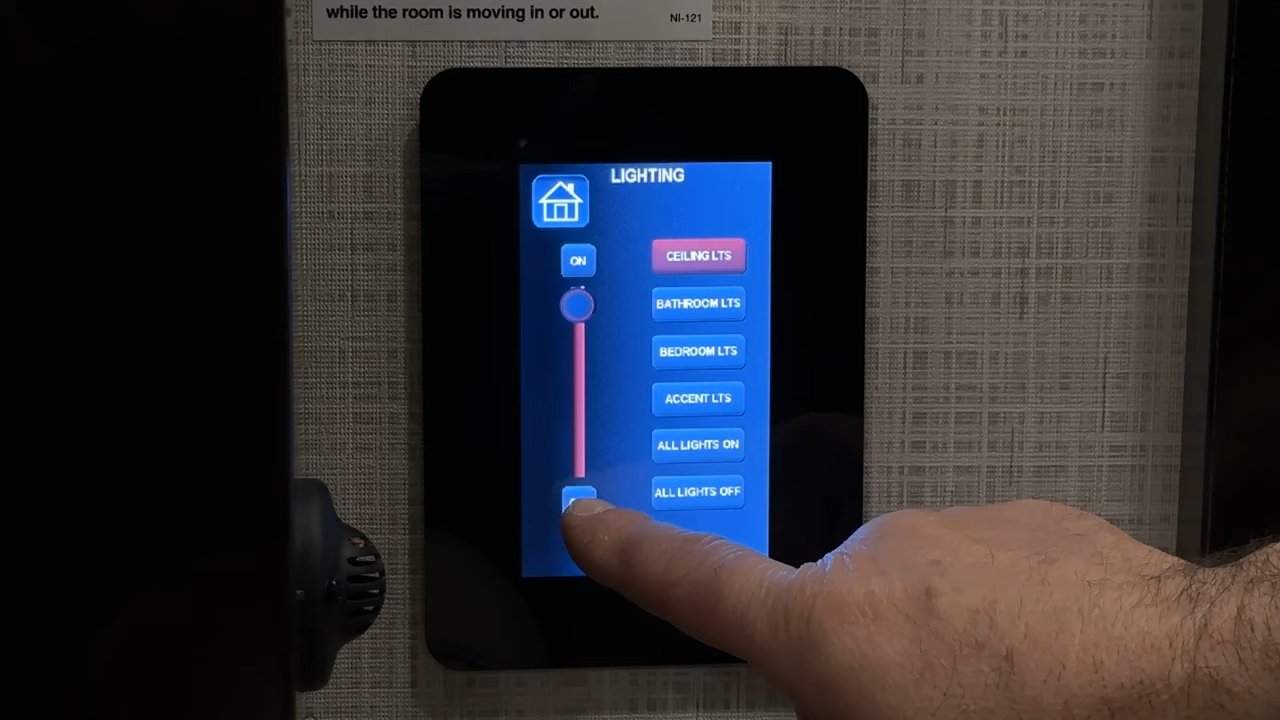 while the room is moving in or out.
NI-121
LIGHTING
ON
CEILING LTS
BATHROOM LTS
BEDROOM LTS
ACCENT LTS
ALL LIGHTS ON
ALL LIGHTS OFF